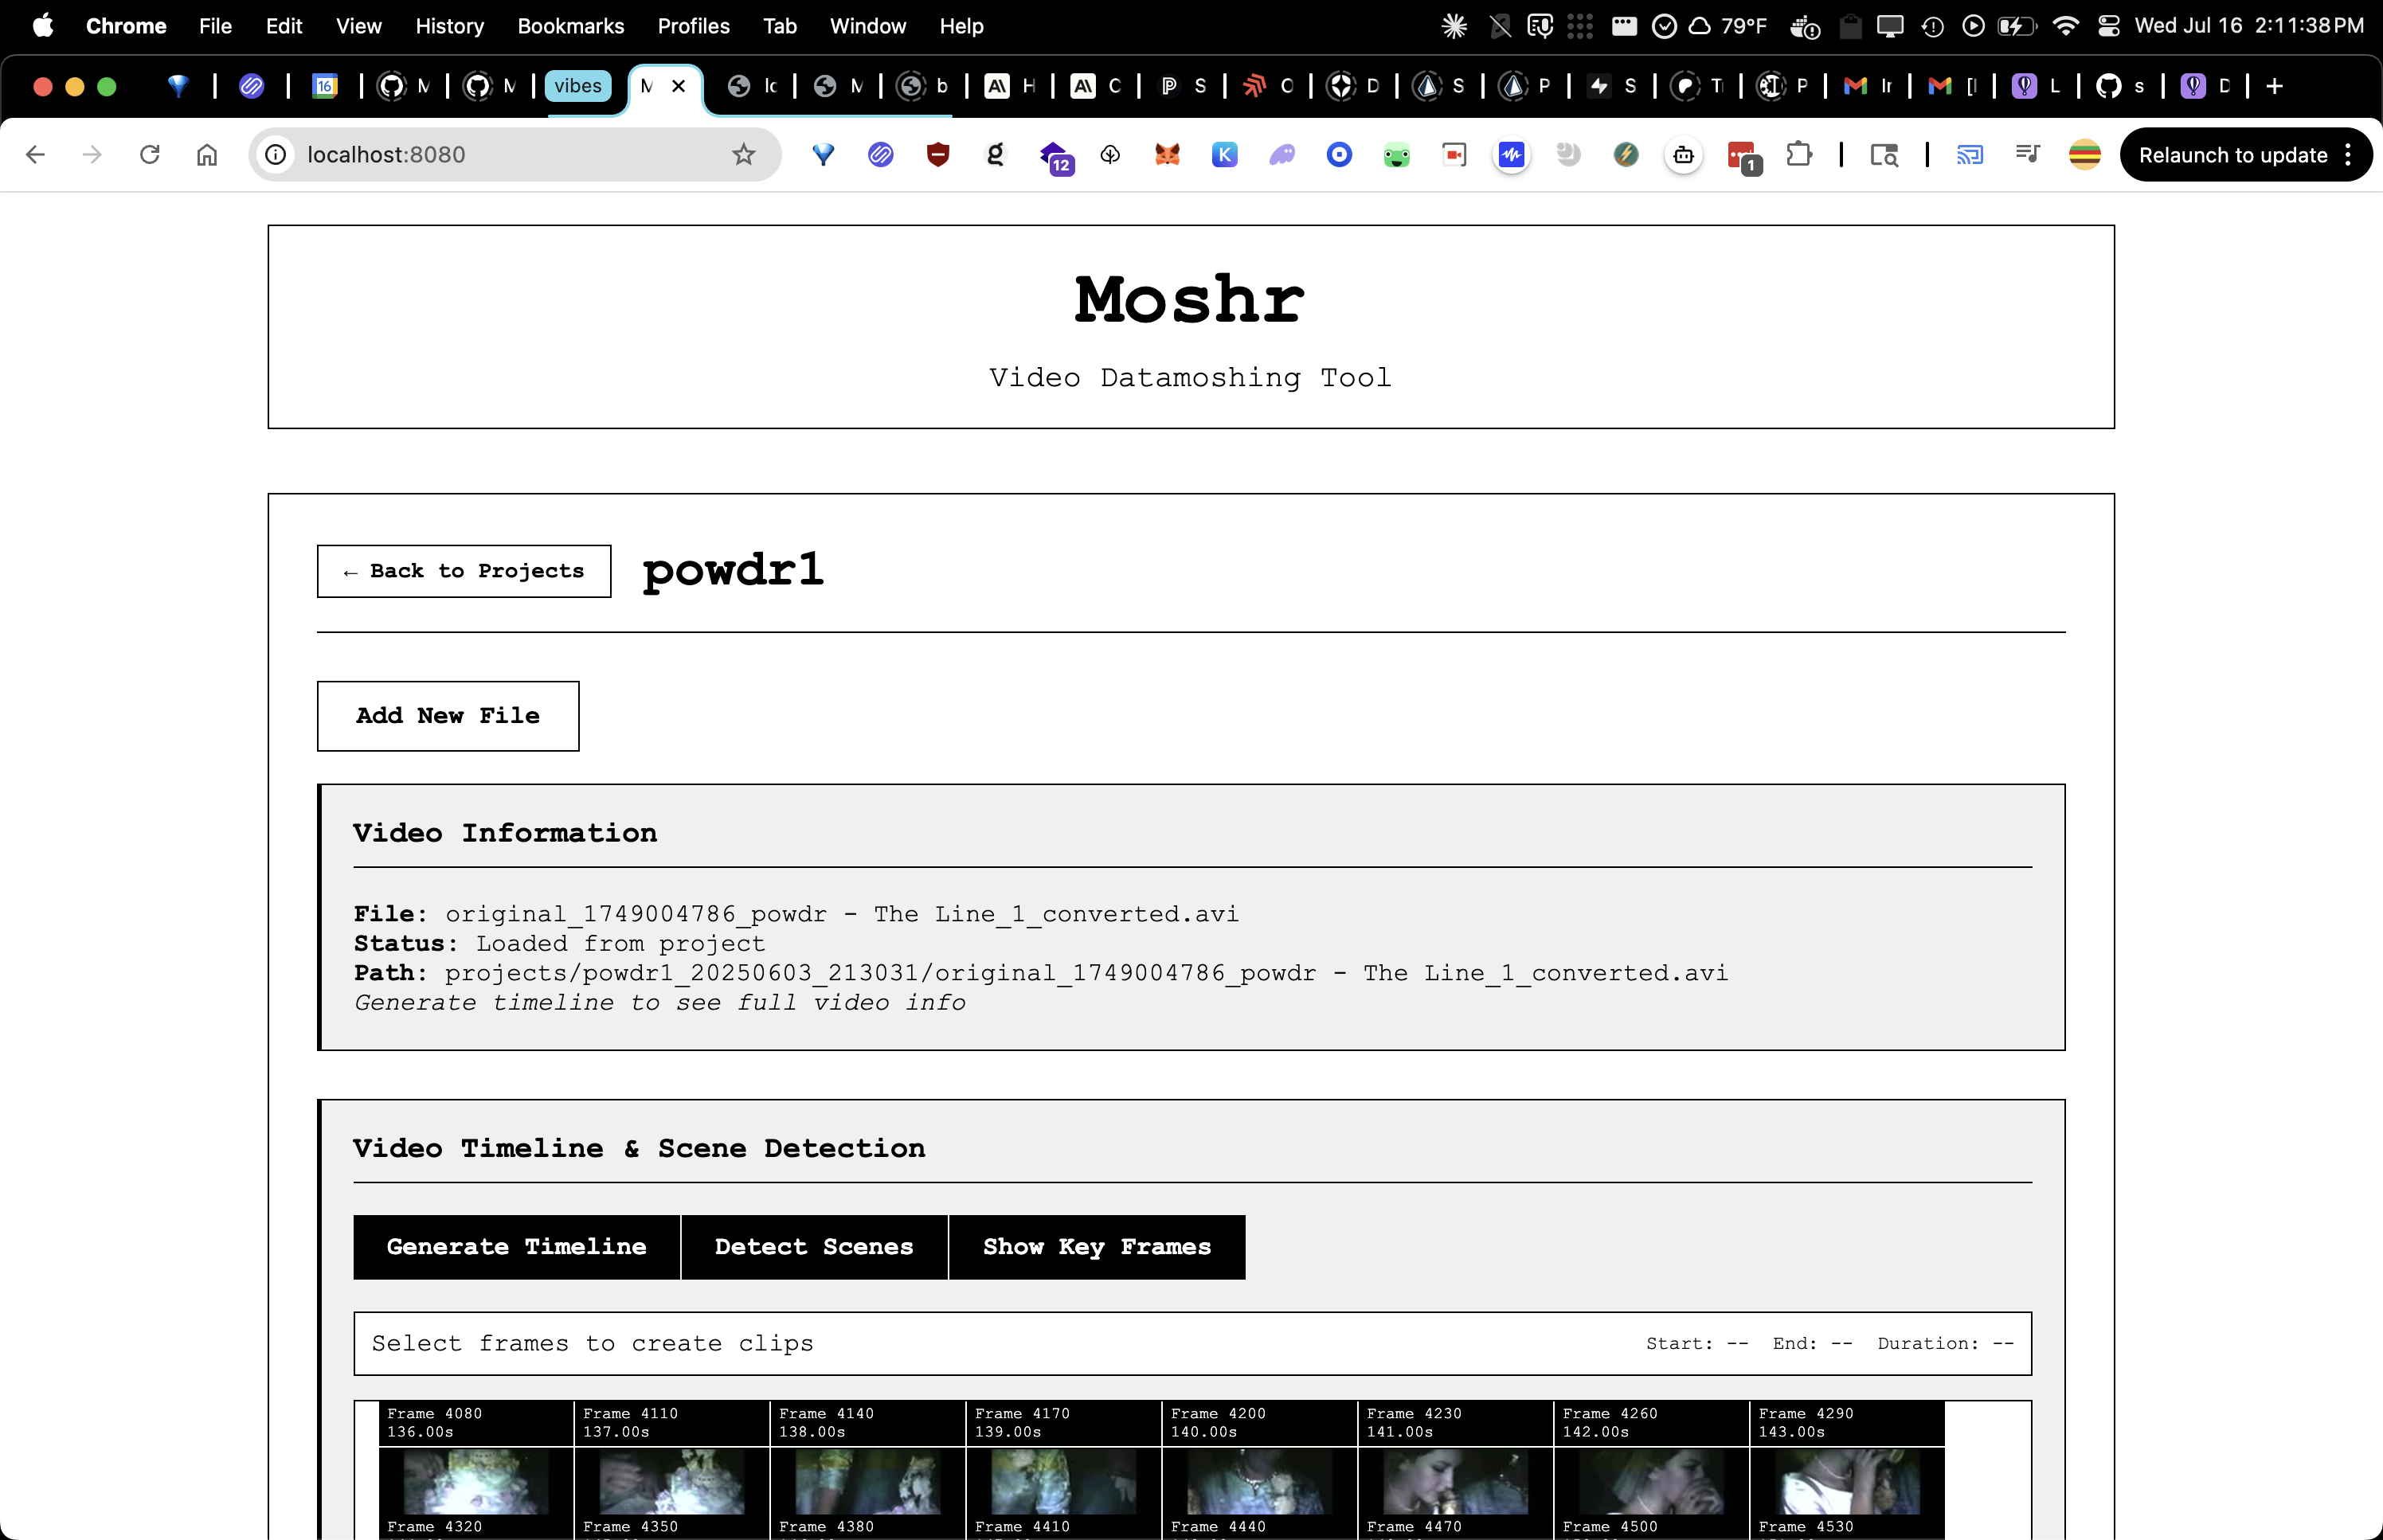 Chrome File Edit View History Bookmarks Profiles Tab Window Help 79°F Wed Jul 16 2:11:38 PM
16 M M vibes M Ic M b H C S O D S P S T P Ir [I L s D
localhost:8080 12 1 Relaunch to update
Moshr
Video Datamoshing Tool
← Back to Projects powdr1
Add New File
Video Information
File: original_1749004786_powdr - The Line_1_converted.avi
Status: Loaded from project
Path: projects/powdr1_20250603_213031/original_1749004786_powdr - The Line_1_converted.avi
Generate timeline to see full video info
Video Timeline & Scene Detection
Generate Timeline Detect Scenes Show Key Frames
Select frames to create clips Start: -- End: -- Duration: --
Frame 4080 Frame 4110 Frame 4140 Frame 4170 Frame 4200 Frame 4230 Frame 4260 Frame 4290
136.00s 137.00s 138.00s 139.00s 140.00s 141.00s 142.00s 143.00s
Frame 4320 Frame 4350 Frame 4380 Frame 4410 Frame 4440 Frame 4470 Frame 4500 Frame 4530